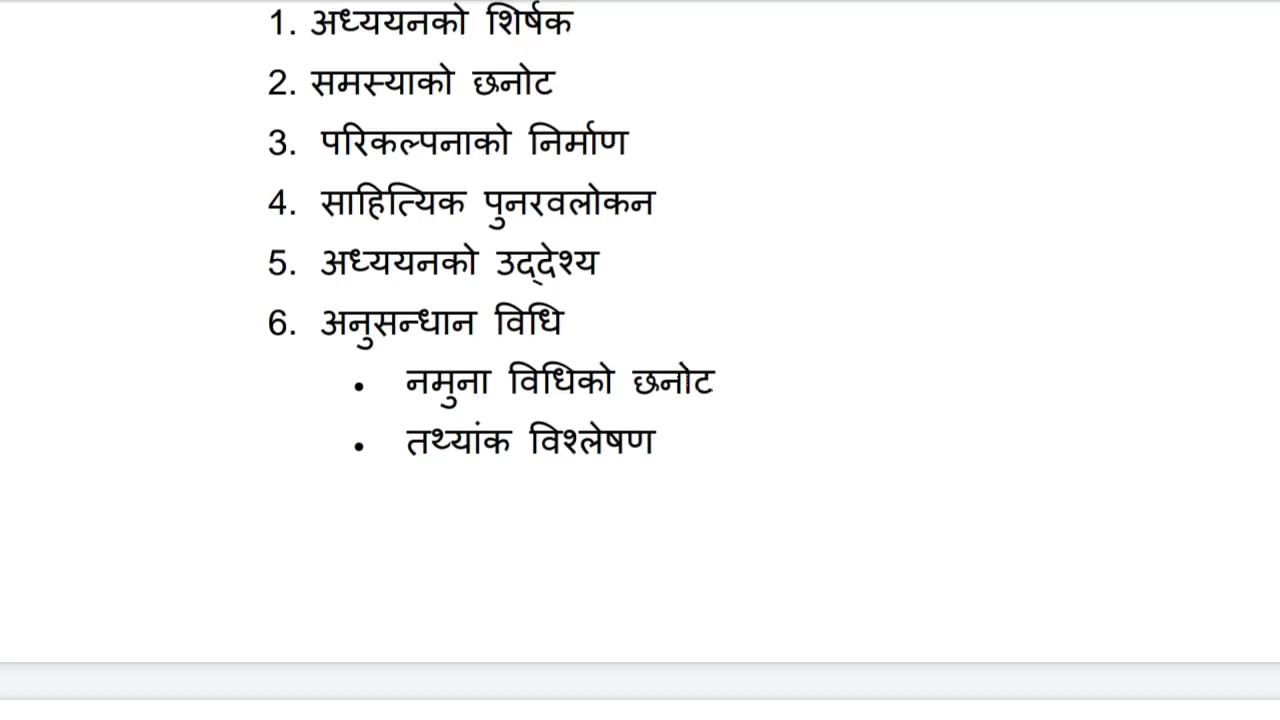 1. अध्ययनको शिर्षक
2. समस्याको छनोट
3. परिकल्पनाको निर्माण
4. साहित्यिक पुनरवलोकन
5. अध्ययनको उद्‌देश्य
6. अनुसन्धान विधि
• नमुना विधिको छनोट
• तथ्यांक विश्लेषण